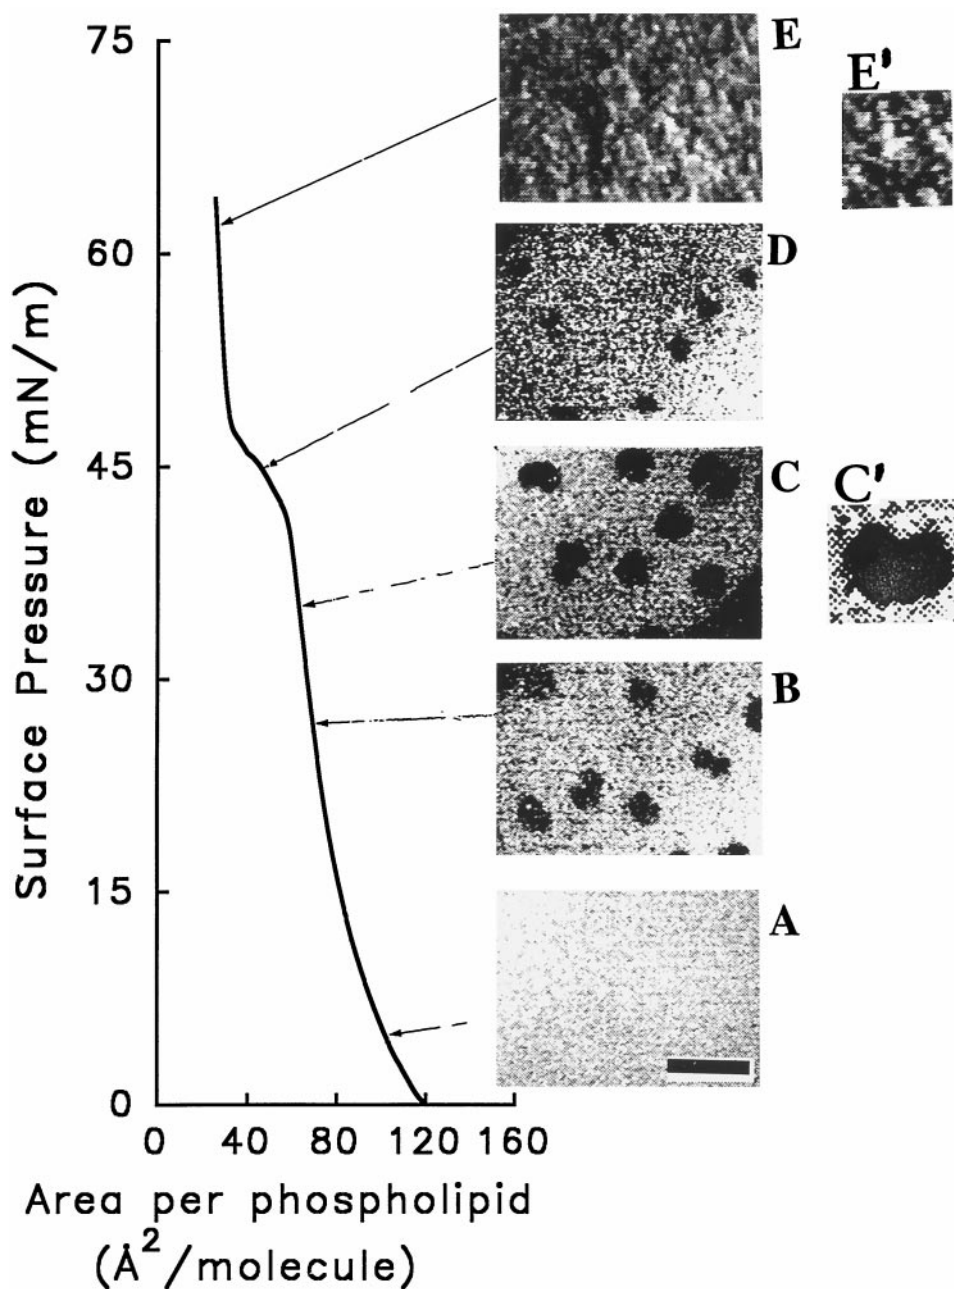 75
60
45
30
15
0
Surface Pressure (mN/m)
0 40 80 120 160
Area per phospholipid
(Å²/molecule)
E
E'
D
C
C'
B
A